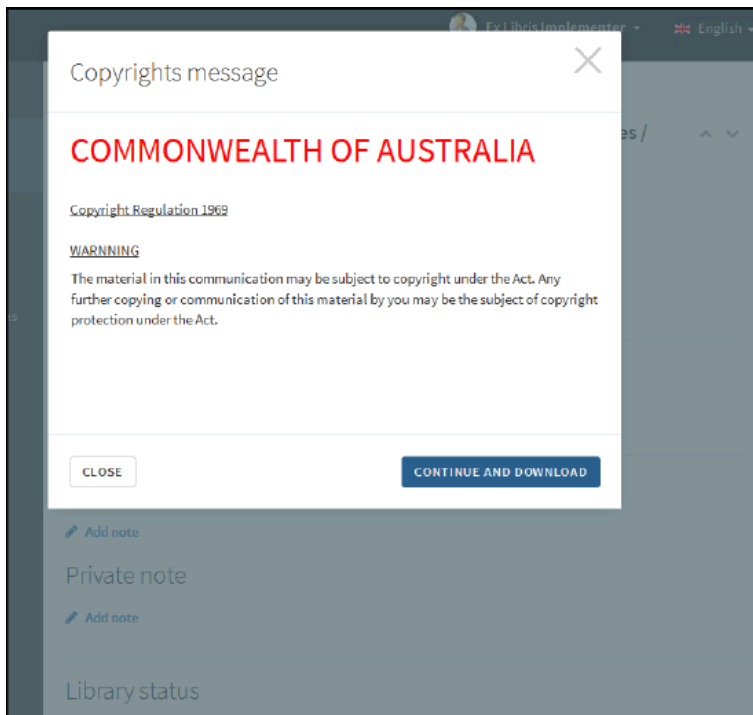 Ex Libris Implementer
English
Copyrights message
es /
COMMONWEALTH OF AUSTRALIA
Copyright Regulation 1969
WARNNING
The material in this communication may be subject to copyright under the Act. Any
further copying or communication of this material by you may be the subject of copyright
protection under the Act.
es
CLOSE
CONTINUE AND DOWNLOAD
Add note
Private note
Add note
Library status